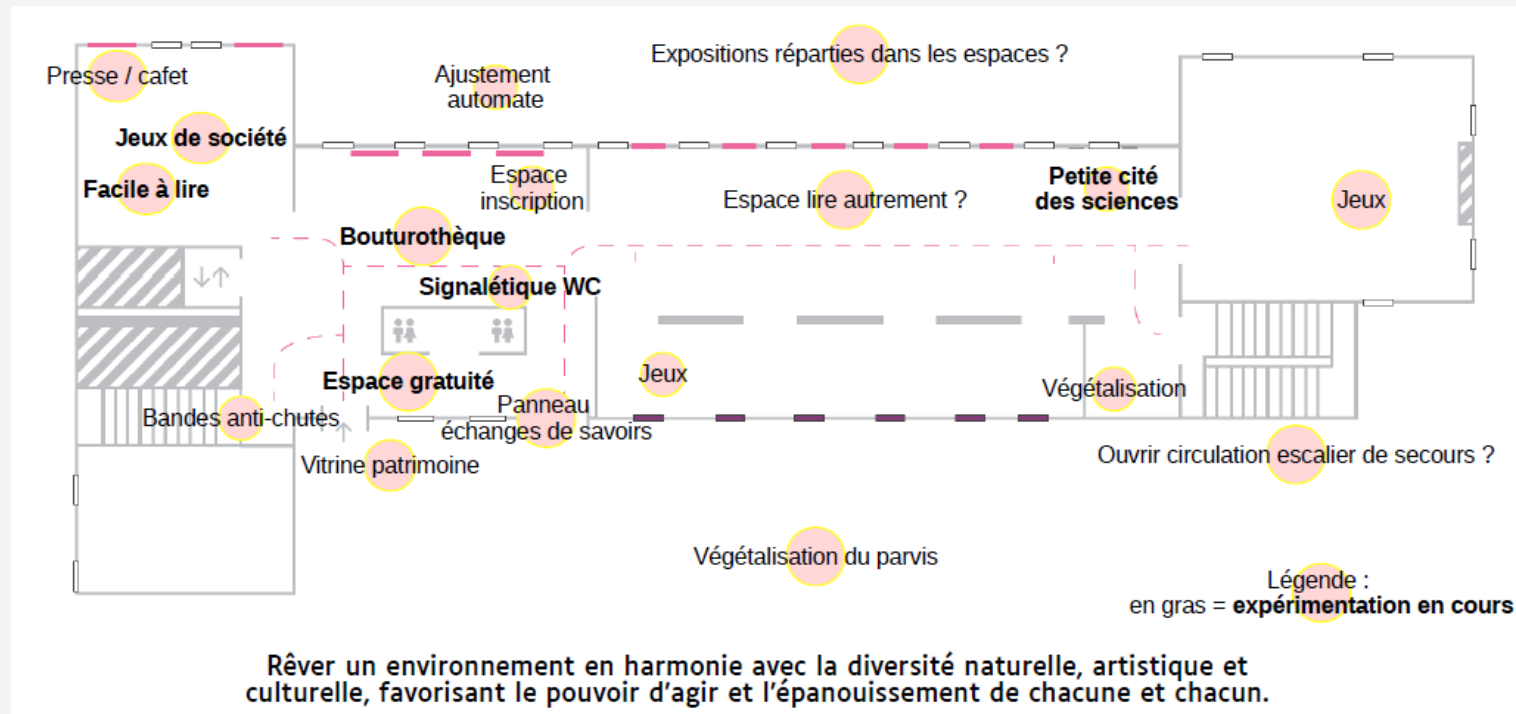 Expositions réparties dans les espaces ?
Presse / cafet
Ajustement
automate
Jeux de société
Facile à lire
Espace
inscription
Espace lire autrement ?
Petite cité
des sciences
Jeux
Bouturothèque
Signalétique WC
Espace gratuité
Jeux
Végétalisation
Bandes anti-chutes
Panneau
échanges de savoirs
Vitrine patrimoine
Ouvrir circulation escalier de secours ?
Végétalisation du parvis
Légende :
en gras = expérimentation en cours
Rêver un environnement en harmonie avec la diversité naturelle, artistique et
culturelle, favorisant le pouvoir d'agir et l'épanouissement de chacune et chacun.